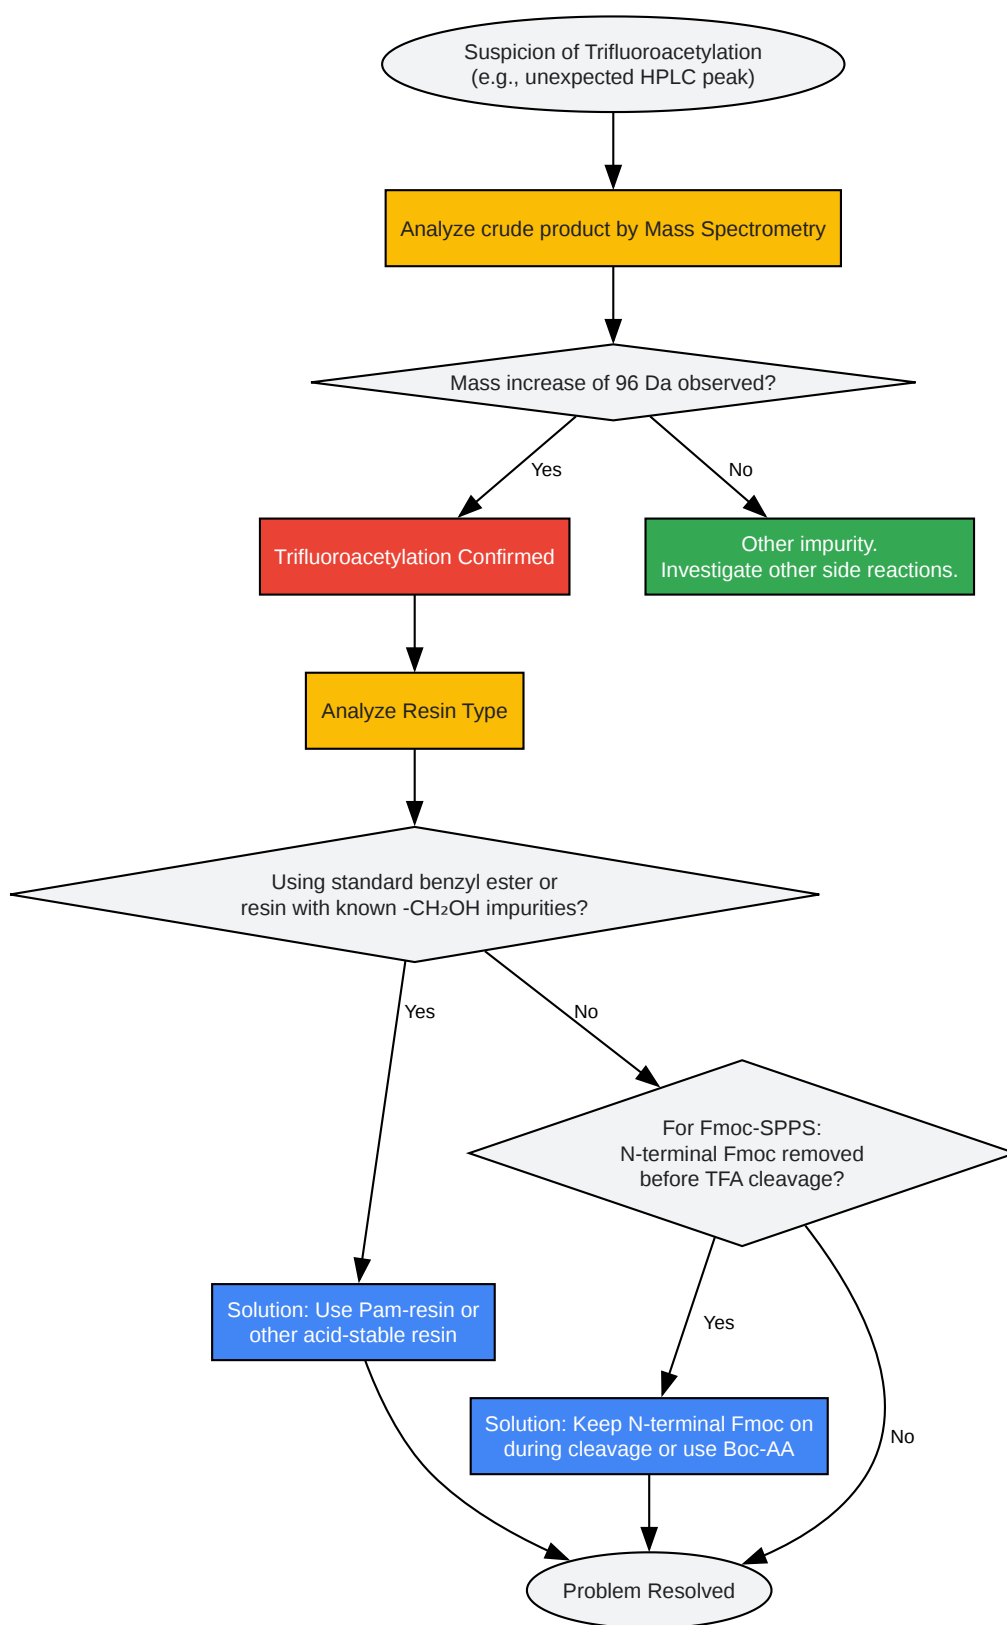 Suspicion of Trifluoroacetylation
(e.g., unexpected HPLC peak)
Analyze crude product by Mass Spectrometry
Mass increase of 96 Da observed?
Yes
No
Trifluoroacetylation Confirmed
Other impurity.
Investigate other side reactions.
Analyze Resin Type
Using standard benzyl ester or
resin with known -CH₂OH impurities?
Yes
No
For Fmoc-SPPS:
N-terminal Fmoc removed
before TFA cleavage?
Solution: Use Pam-resin or
other acid-stable resin
Yes
No
Solution: Keep N-terminal Fmoc on
during cleavage or use Boc-AA
Problem Resolved